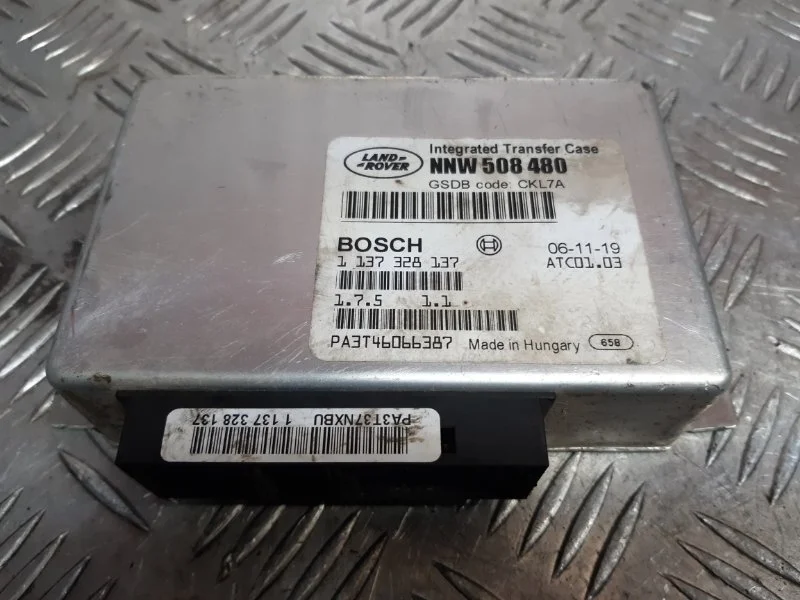 LAND
ROVER
Integrated Transfer Case
NNW 508 480
GSDB code: CKL7A
BOSCH
06-11-19
1 137 328 137
ATC01.03
1.7.5 1.1
PA3T46066387
Made in Hungary
658
PA3T37NXBU 1 137 328 137